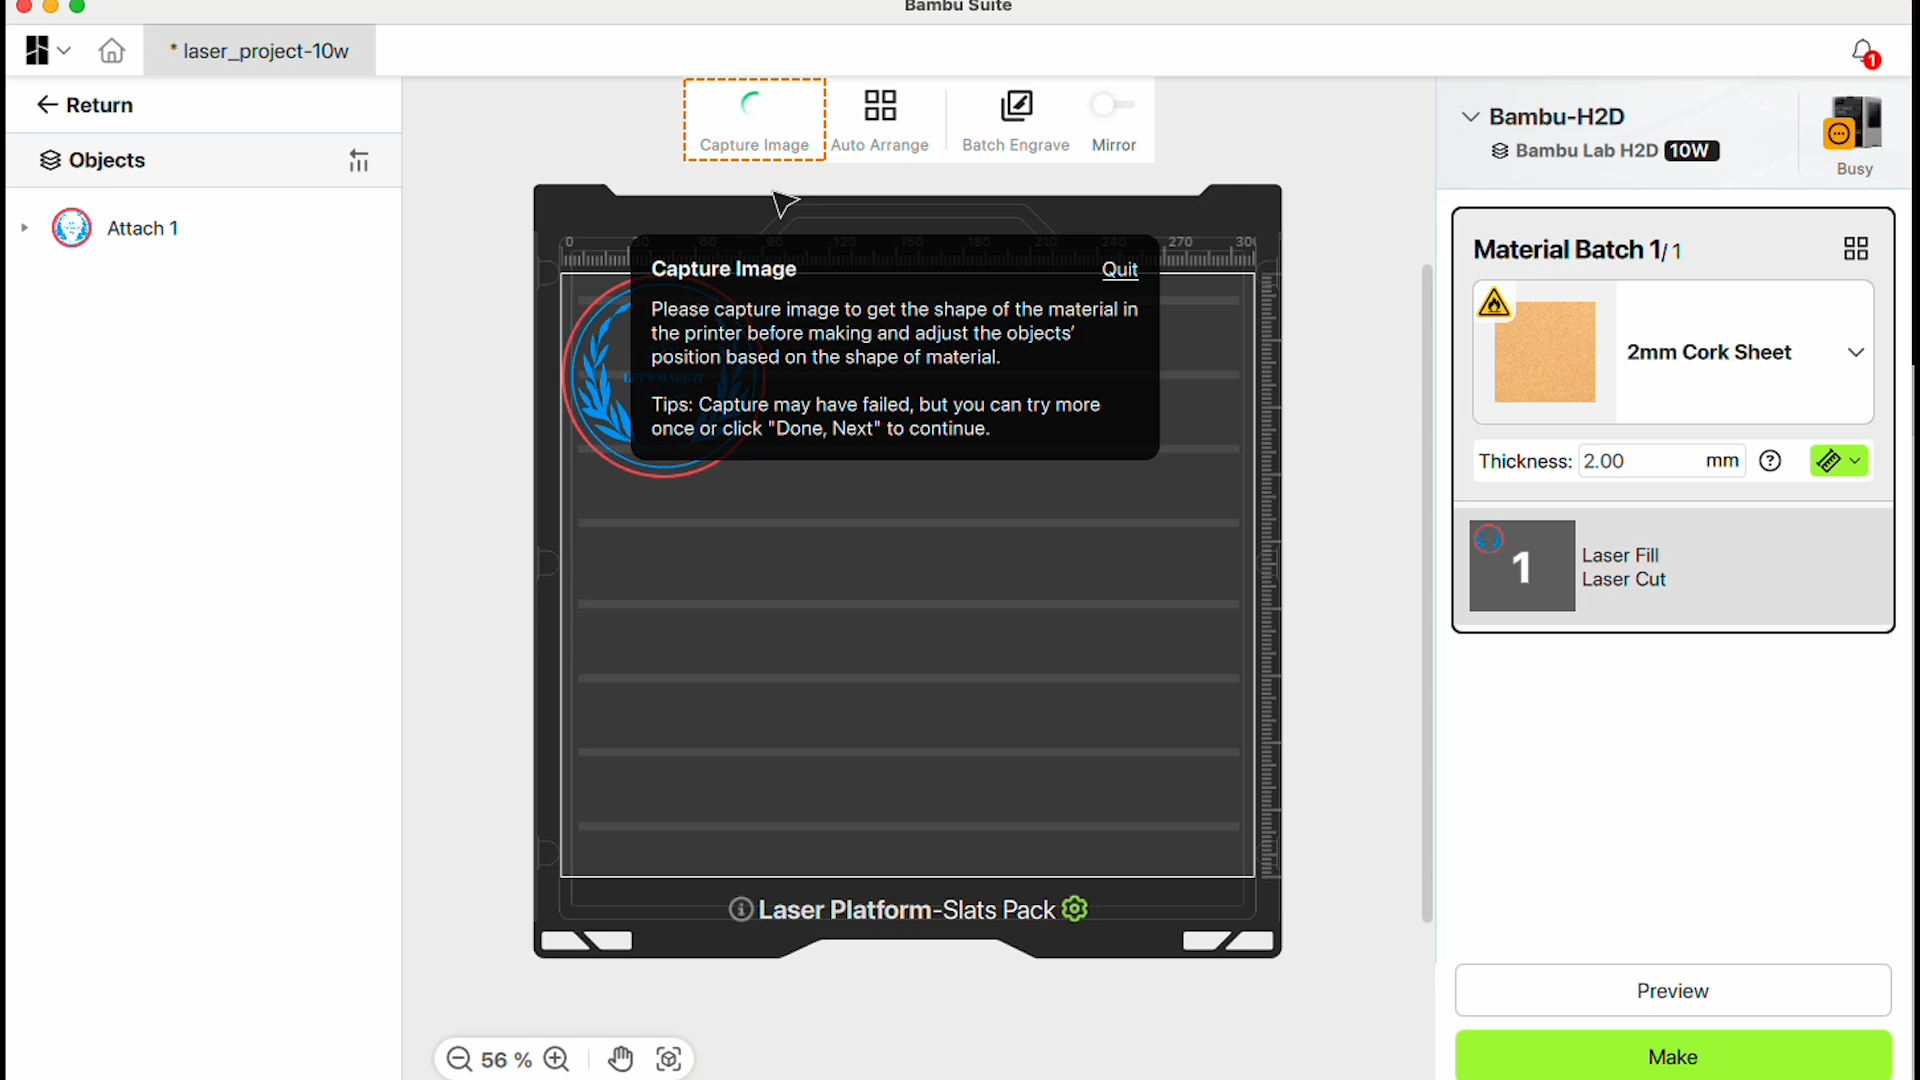 Bambu Suite
* laser_project-10w
1
Return
Objects
Attach 1
Capture Image
Auto Arrange
Batch Engrave
Mirror
0 30 60 90 120 150 180 210 240 270 300
Capture Image
Quit
Please capture image to get the shape of the material in
the printer before making and adjust the objects'
position based on the shape of material.
Tips: Capture may have failed, but you can try more
once or click "Done, Next" to continue.
LET'S MAKE IT
Laser Platform-Slats Pack
56 %
Bambu-H2D
Bambu Lab H2D 10W
Busy
Material Batch 1/ 1
2mm Cork Sheet
Thickness: 2.00 mm
1
Laser Fill
Laser Cut
Preview
Make